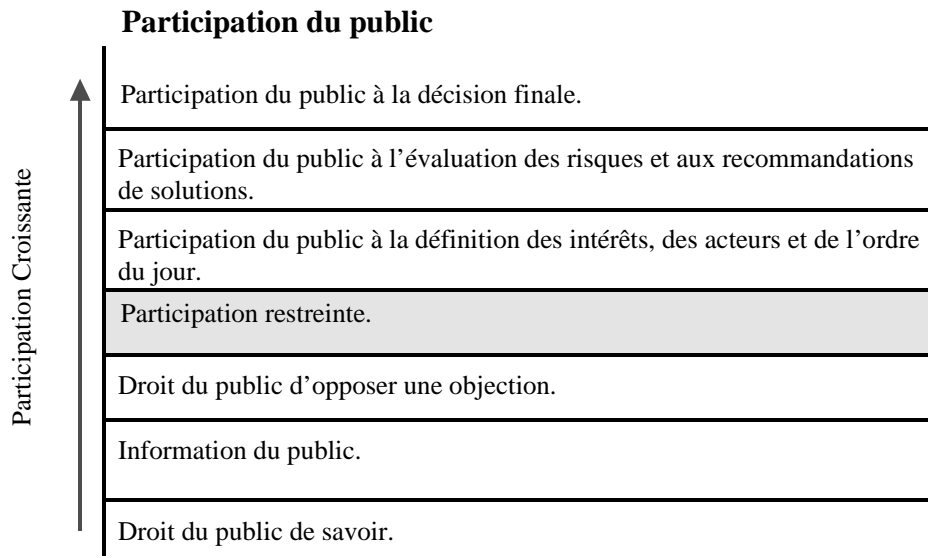 Participation du public
Participation Croissante
Participation du public à la décision finale.
Participation du public à l’évaluation des risques et aux recommandations
de solutions.
Participation du public à la définition des intérêts, des acteurs et de l’ordre
du jour.
Participation restreinte.
Droit du public d’opposer une objection.
Information du public.
Droit du public de savoir.